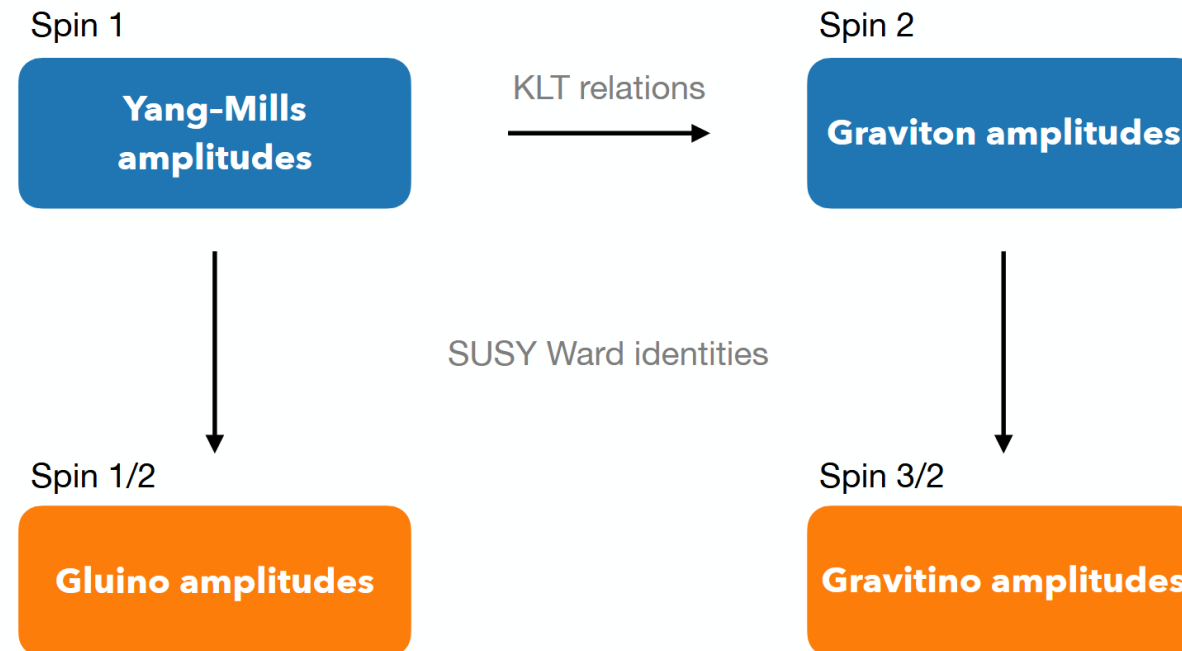 Spin 1
Spin 2
Yang-Mills
amplitudes
KLT relations
Graviton amplitudes
SUSY Ward identities
Spin 1/2
Spin 3/2
Gluino amplitudes
Gravitino amplitudes